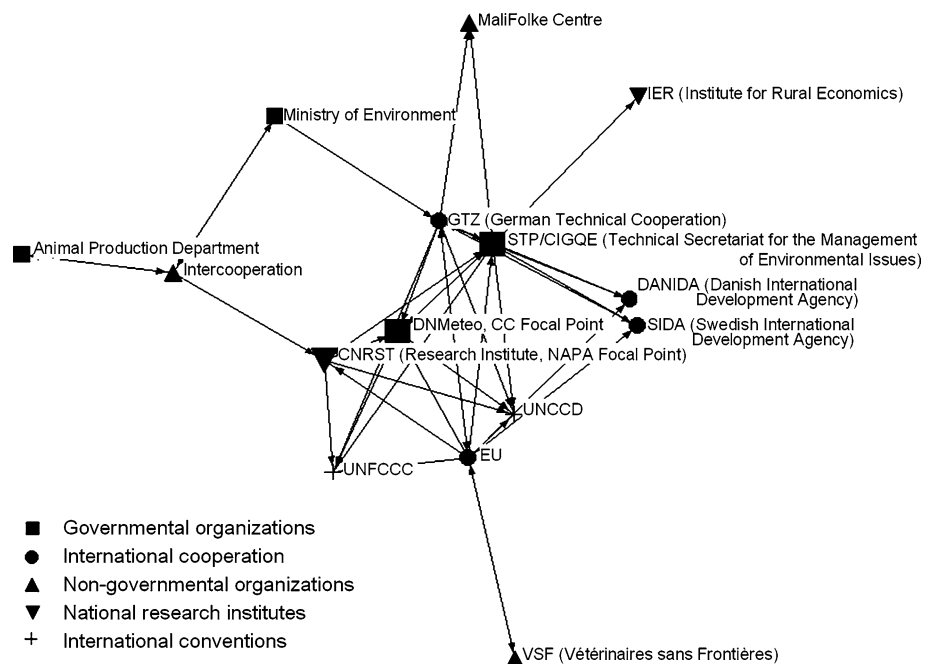 MaliFolke Centre
IER (Institute for Rural Economics)
Ministry of Environment
GTZ (German Technical Cooperation)
STP/CIGQE (Technical Secretariat for the Management
of Environmental Issues)
Animal Production Department
Intercooperation
DANIDA (Danish International
Development Agency)
DNMeteo, CC Focal Point
SIDA (Swedish International
Development Agency)
CNRST (Research Institute, NAPA Focal Point)
UNCCD
EU
UNFCCC
Governmental organizations
International cooperation
Non-governmental organizations
National research institutes
International conventions
VSF (Vétérinaires sans Frontières)